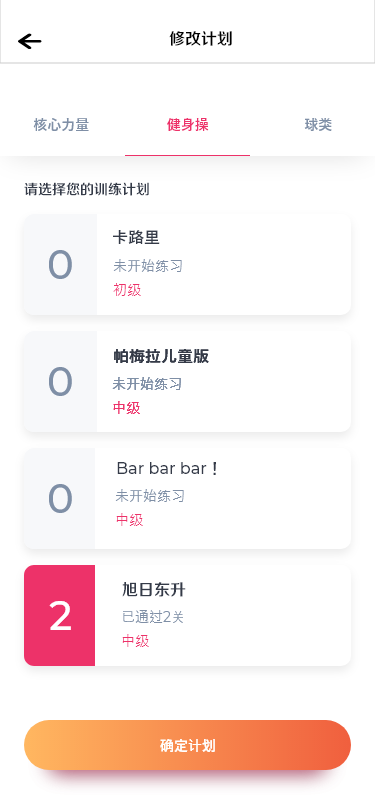 修改计划
核心力量 健身操 球类
请选择您的训练计划
0
卡路里
未开始练习
初级
0
帕梅拉儿童版
未开始练习
中级
0
Bar bar bar！
未开始练习
中级
2
旭日东升
已通过2关
中级
确定计划